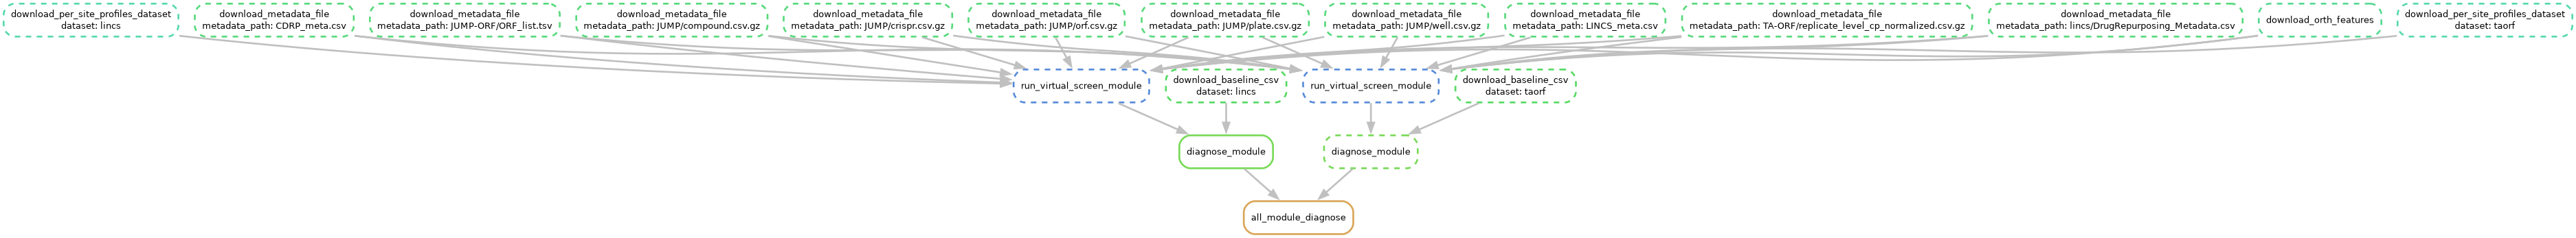 download_per_site_profiles_dataset
dataset: lincs
download_metadata_file
metadata_path: CDRP_meta.csv
download_metadata_file
metadata_path: JUMP-ORF/ORF_list.tsv
download_metadata_file
metadata_path: JUMP/compound.csv.gz
download_metadata_file
metadata_path: JUMP/crispr.csv.gz
download_metadata_file
metadata_path: JUMP/orf.csv.gz
download_metadata_file
metadata_path: JUMP/plate.csv.gz
download_metadata_file
metadata_path: JUMP/well.csv.gz
download_metadata_file
metadata_path: LINCS_meta.csv
download_metadata_file
metadata_path: TA-ORF/replicate_level_cp_normalized.csv.gz
download_metadata_file
metadata_path: lincs/DrugRepurposing_Metadata.csv
download_orth_features
download_per_site_profiles_dataset
dataset: taorf
run_virtual_screen_module
download_baseline_csv
dataset: lincs
run_virtual_screen_module
download_baseline_csv
dataset: taorf
diagnose_module
diagnose_module
all_module_diagnose